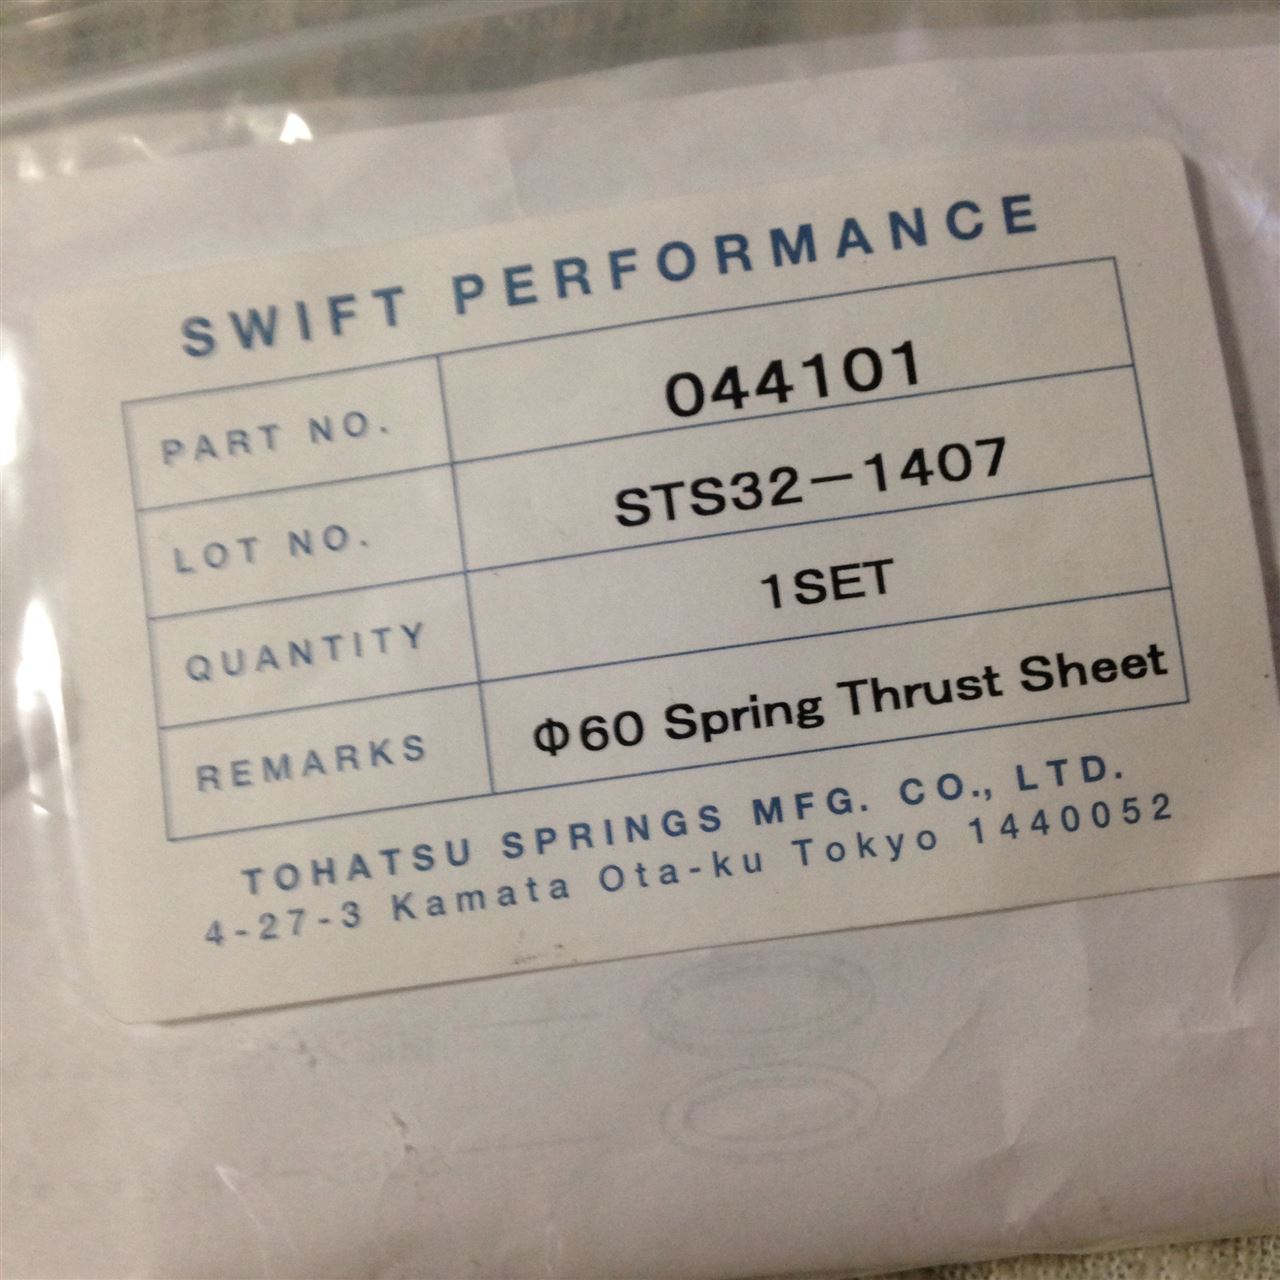 SWIFT PERFORMANCE
PART NO. 044101
LOT NO. STS32-1407
QUANTITY 1SET
REMARKS Φ60 Spring Thrust Sheet
TOHATSU SPRINGS MFG. CO., LTD.
4-27-3 Kamata Ota-ku Tokyo 1440052